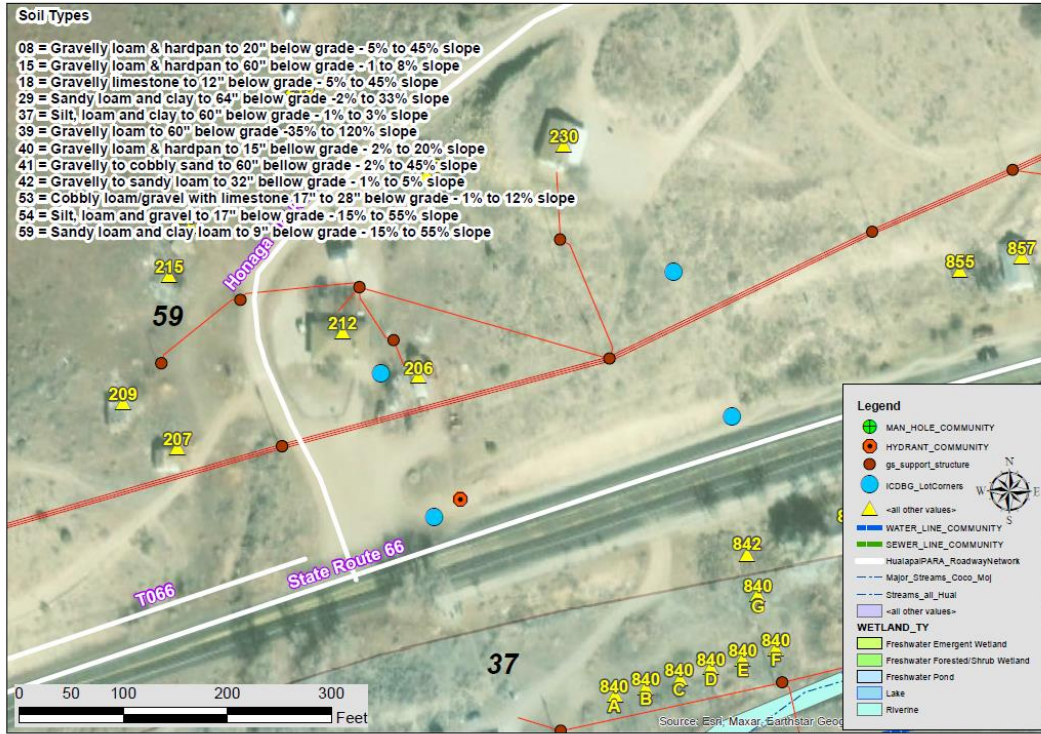 Soil Types
08 = Gravelly loam & hardpan to 20" below grade - 5% to 45% slope
15 = Gravelly loam & hardpan to 60" below grade - 1 to 8% slope
18 = Gravelly limestone to 12" below grade - 5% to 45% slope
29 = Sandy loam and clay to 64" below grade -2% to 33% slope
37 = Silt, loam and clay to 60" below grade - 1% to 3% slope
39 = Gravelly loam to 60" below grade -35% to 120% slope
40 = Gravelly loam & hardpan to 15" bellow grade - 2% to 20% slope
41 = Gravelly to cobbly sand to 60" bellow grade - 2% to 45% slope
42 = Gravelly to sandy loam to 32" below grade - 1% to 5% slope
53 = Cobbly loam/gravel with limestone 17" to 28" below grade - 1% to 12% slope
54 = Silt, loam and gravel to 17" below grade - 15% to 55% slope
59 = Sandy loam and clay loam to 9" below grade - 15% to 55% slope
230
Honaga
215
59
212
206
209
207
855
857
State Route 66
T066
842
840
G
840
F
840
E
840
D
840
C
840
B
840
A
37
Legend
MAN_HOLE_COMMUNITY
HYDRANT_COMMUNITY
gs_support_structure
ICDBG_LotCorners
<all other values>
WATER_LINE_COMMUNITY
SEWER_LINE_COMMUNITY
HualapaiPARA_RoadwayNetwork
Major_Streams_Coco_Moj
Streams_all_Hual
<all other values>
WETLAND_TY
Freshwater Emergent Wetland
Freshwater Forested/Shrub Wetland
Freshwater Pond
Lake
Riverine
N
W E
S
0 50 100 200 300
Feet
Source: Esri, Maxar, Earthstar Geog